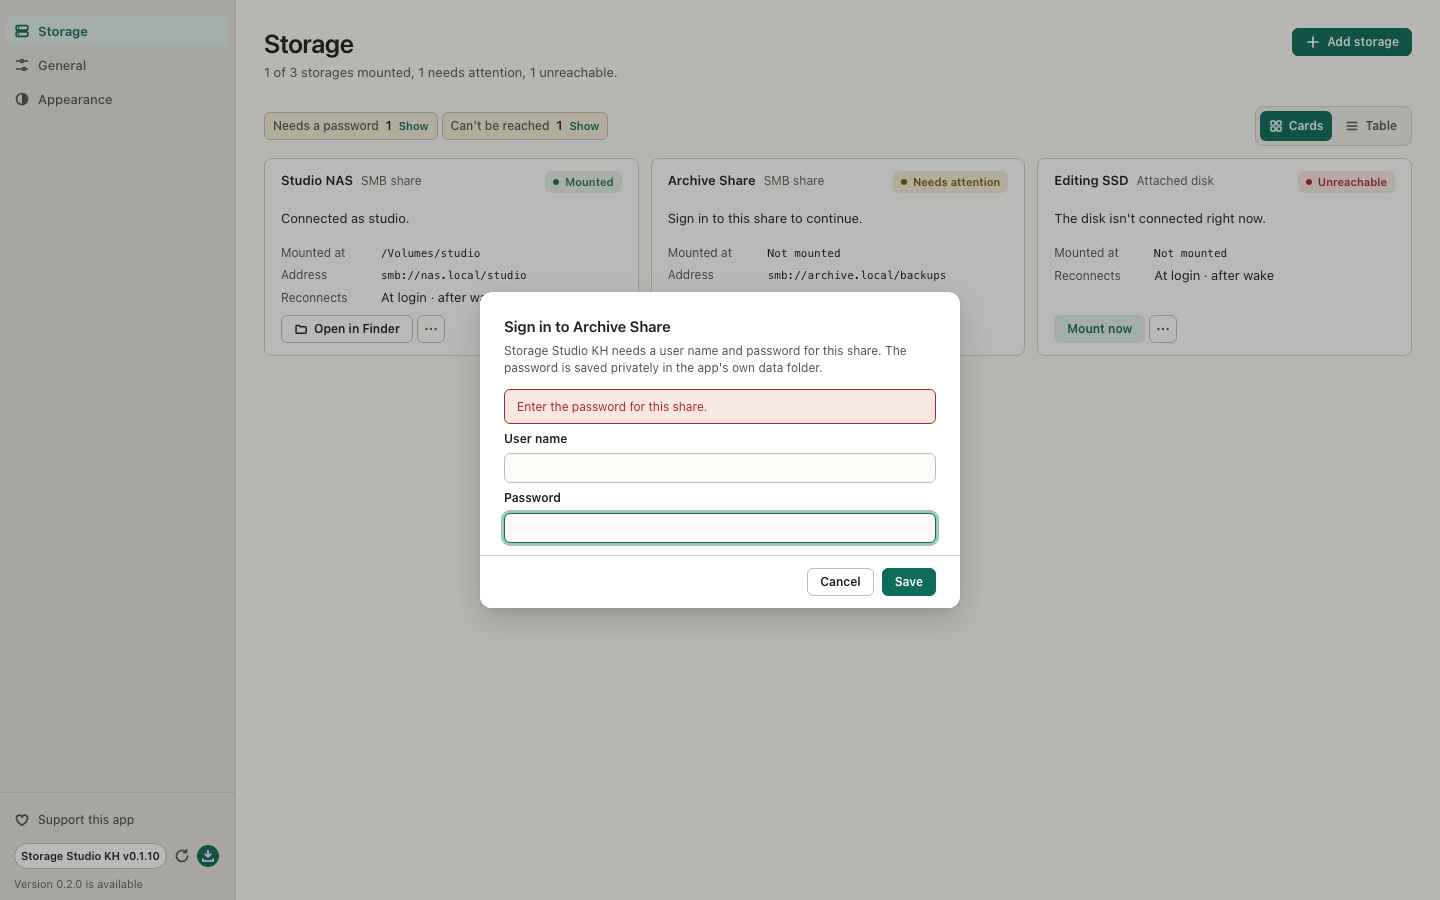 Storage
General
Appearance
Support this app
Storage Studio KH v0.1.10
Version 0.2.0 is available
Storage
1 of 3 storages mounted, 1 needs attention, 1 unreachable.
Add storage
Needs a password 1 Show
Can't be reached 1 Show
Cards
Table
Studio NAS SMB share
Mounted
Connected as studio.
Mounted at /Volumes/studio
Address smb://nas.local/studio
Reconnects At login · after
Open in Finder
Archive Share SMB share
Needs attention
Sign in to this share to continue.
Mounted at Not mounted
Address smb://archive.local/backups
Editing SSD Attached disk
Unreachable
The disk isn't connected right now.
Mounted at Not mounted
Reconnects At login · after wake
Mount now
Sign in to Archive Share
Storage Studio KH needs a user name and password for this share. The
password is saved privately in the app's own data folder.
Enter the password for this share.
User name
Password
Cancel
Save